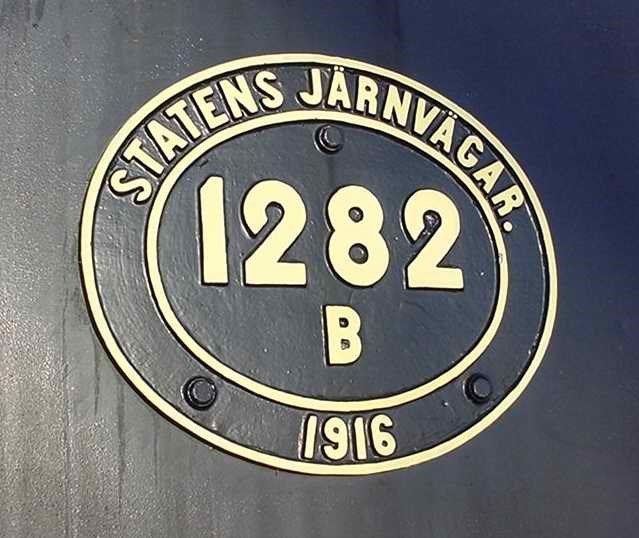 STATENS JÄRNVÄGAR.
1282
B
1916